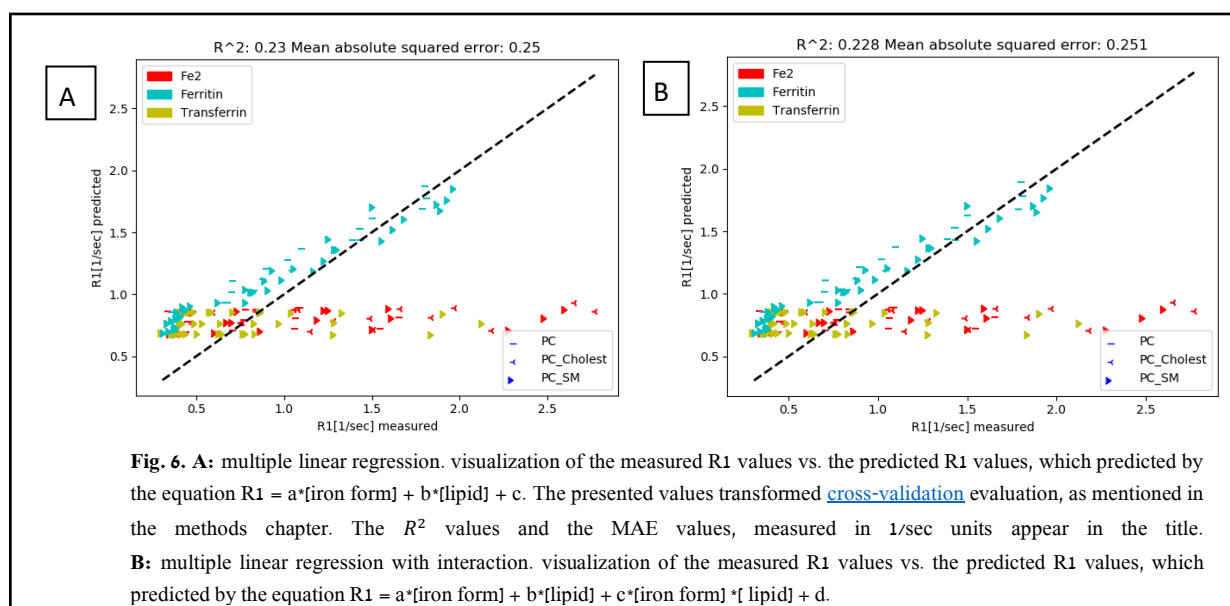 R^2: 0.23 Mean absolute squared error: 0.25
A
Fe2
Ferritin
Transferrin
2.5
2.0
1.5
1.0
0.5
R1[1/sec] predicted
PC
PC_Cholest
PC_SM
0.5 1.0 1.5 2.0 2.5
R1[1/sec] measured
R^2: 0.228 Mean absolute squared error: 0.251
B
Fe2
Ferritin
Transferrin
2.5
2.0
1.5
1.0
0.5
R1[1/sec] predicted
PC
PC_Cholest
PC_SM
0.5 1.0 1.5 2.0 2.5
R1[1/sec] measured
Fig. 6. A: multiple linear regression. visualization of the measured R1 values vs. the predicted R1 values, which predicted by
the equation R1 = a*[iron form] + b*[lipid] + c. The presented values transformed cross-validation evaluation, as mentioned in
the methods chapter. The R² values and the MAE values, measured in 1/sec units appear in the title.
B: multiple linear regression with interaction. visualization of the measured R1 values vs. the predicted R1 values, which
predicted by the equation R1 = a*[iron form] + b*[lipid] + c*[iron form] *[ lipid] + d.